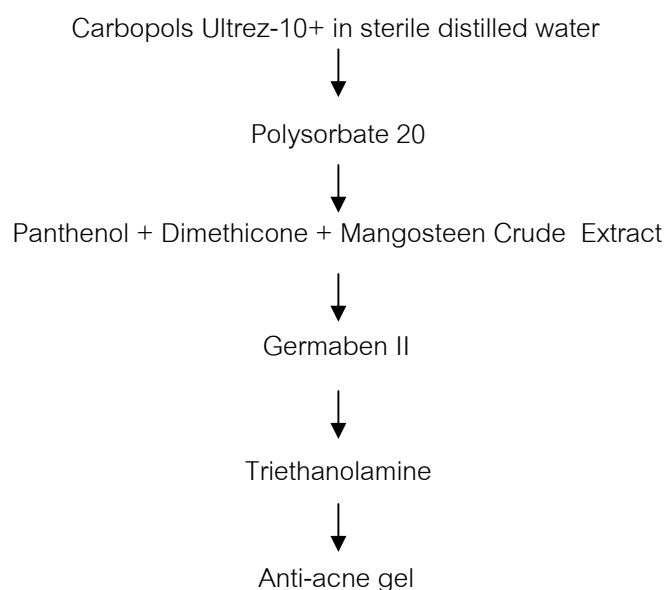 Carbopols Ultrez-10+ in sterile distilled water
Polysorbate 20
Panthenol + Dimethicone + Mangosteen Crude Extract
Germaben II
Triethanolamine
Anti-acne gel